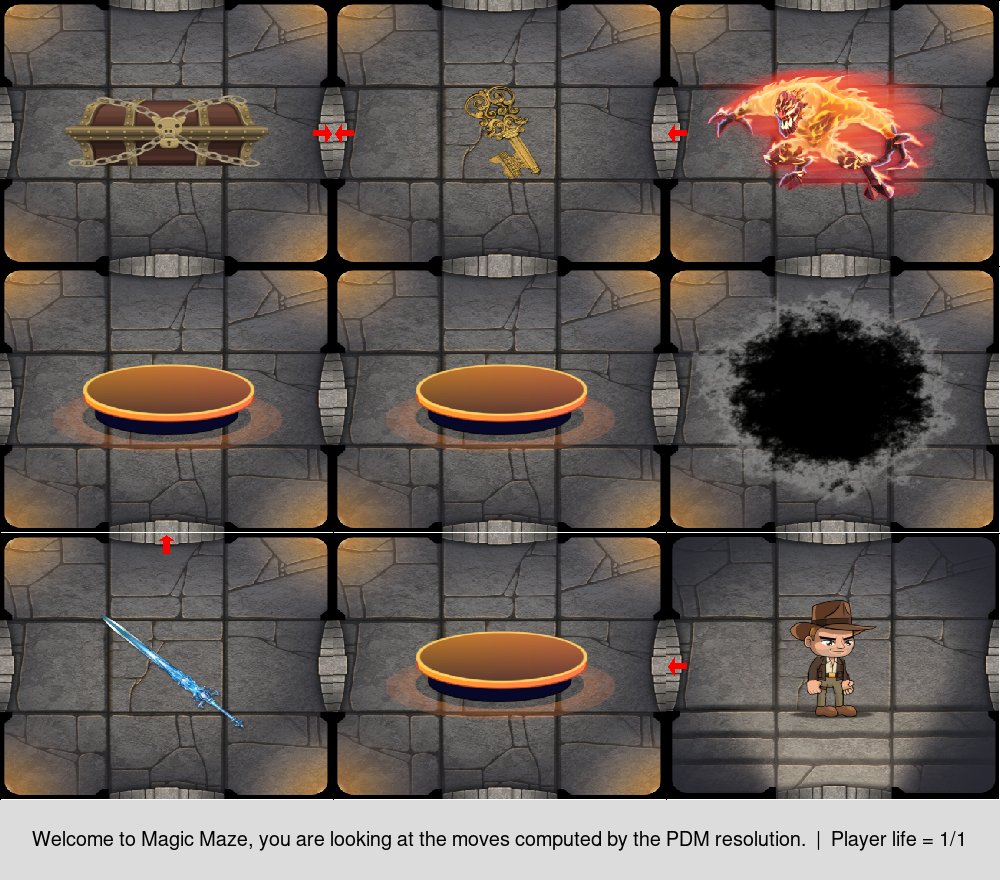 Welcome to Magic Maze, you are looking at the moves computed by the PDM resolution.  |  Player life = 1/1